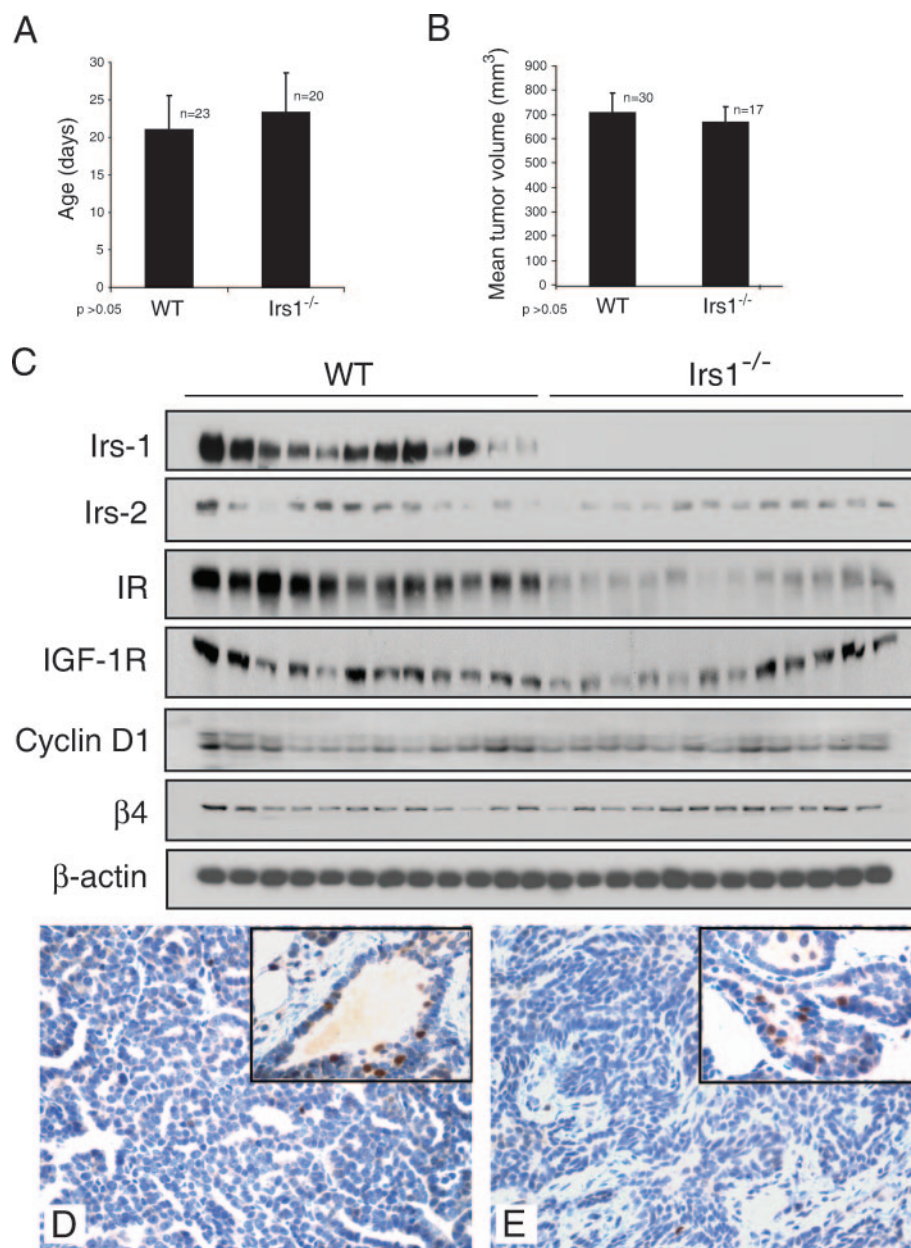 A
Age (days)
30
25
20
15
10
5
0
n=23
n=20
p >0.05
WT
Irs1-/-
B
Mean tumor volume (mm3)
900
800
700
600
500
400
300
200
100
0
n=30
n=17
p >0.05
WT
Irs1-/-
C
WT
Irs1-/-
Irs-1
Irs-2
IR
IGF-1R
Cyclin D1
β4
β-actin
D
E